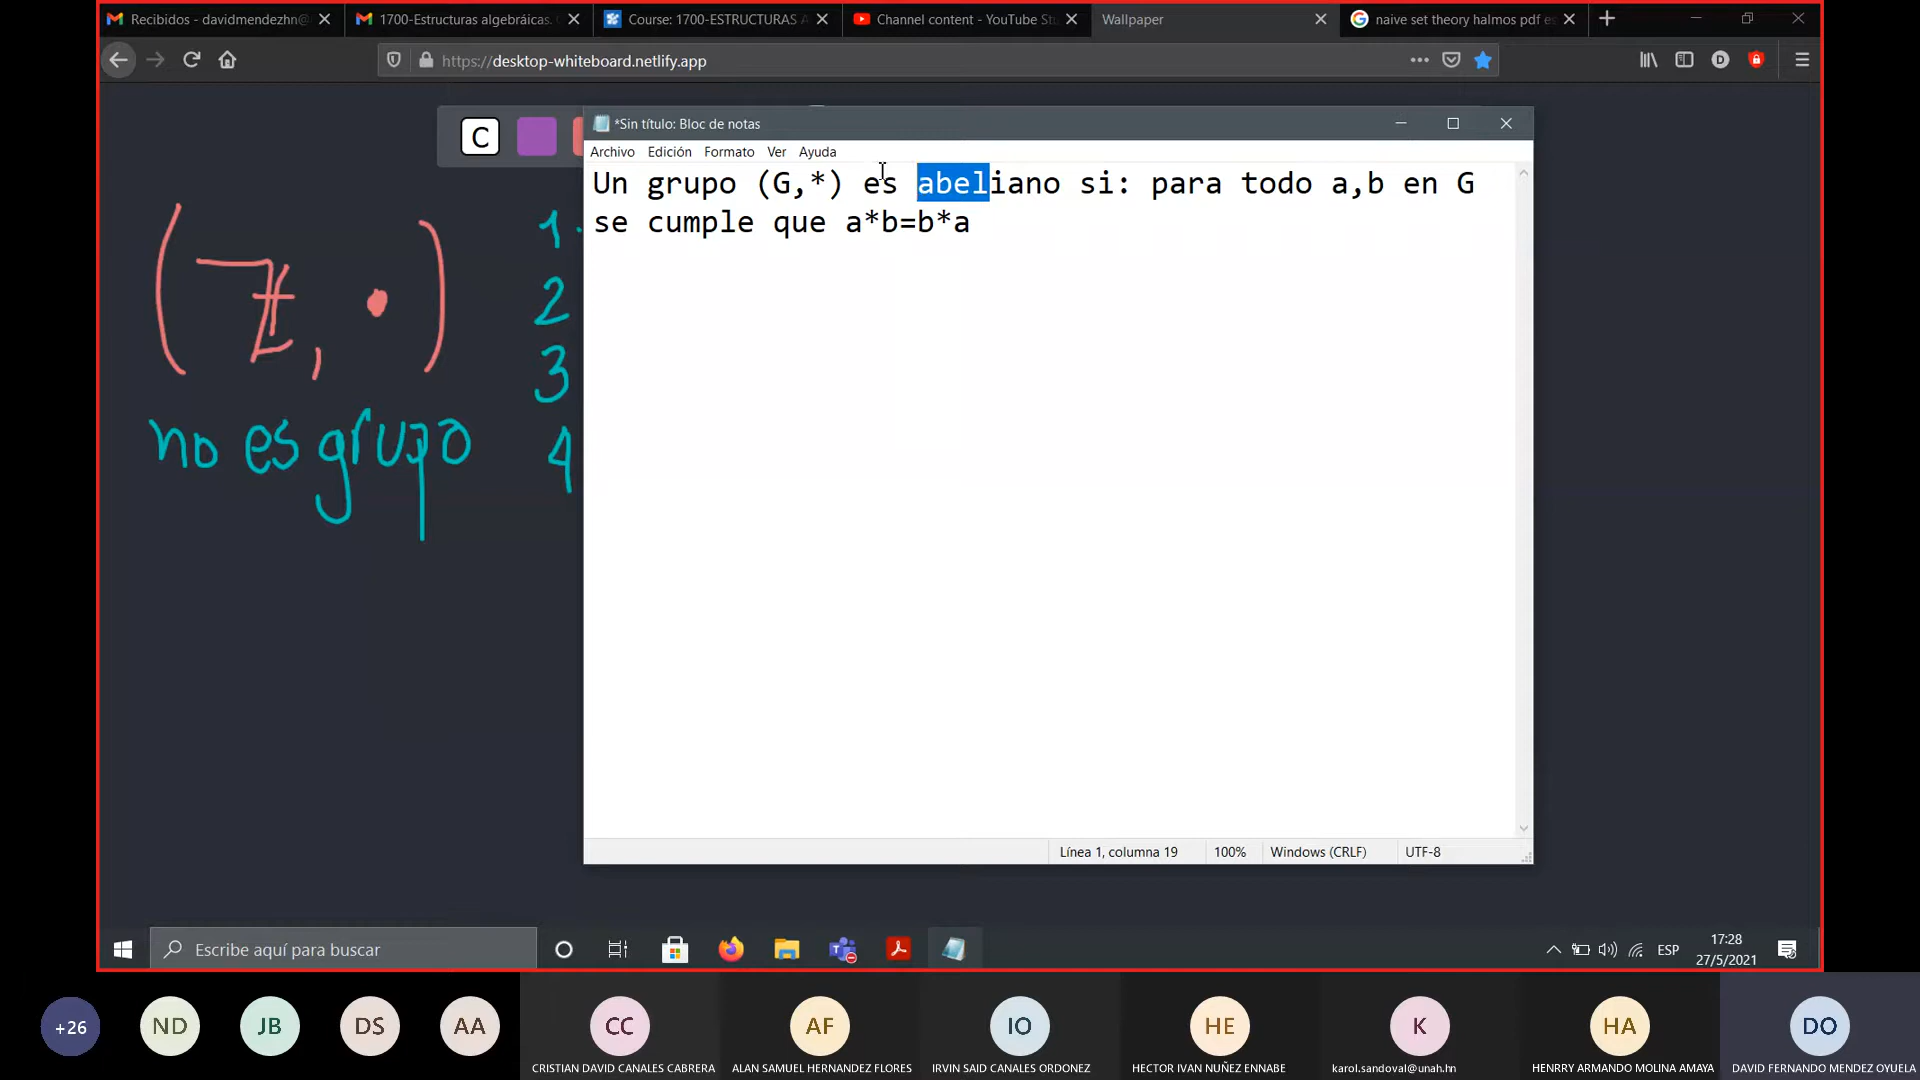 Recibidos - davidmendezhn@
1700-Estructuras algebráicas.
Course: 1700-ESTRUCTURAS A
Channel content - YouTube Stu
Wallpaper
naive set theory halmos pdf es
https://desktop-whiteboard.netlify.app
D
C
*Sin título: Bloc de notas
Archivo Edición Formato Ver Ayuda
Un grupo (G,*) es abeliano si: para todo a,b en G
se cumple que a*b=b*a
(ℤ, •)
no es grupo
1.
2
3
4
Línea 1, columna 19
100%
Windows (CRLF)
UTF-8
Escribe aquí para buscar
ESP
17:28
27/5/2021
+26
ND
JB
DS
AA
CC
AF
IO
HE
K
HA
DO
CRISTIAN DAVID CANALES CABRERA
ALAN SAMUEL HERNANDEZ FLORES
IRVIN SAID CANALES ORDONEZ
HECTOR IVAN NUÑEZ ENNABE
karol.sandoval@unah.hn
HENRRY ARMANDO MOLINA AMAYA
DAVID FERNANDO MENDEZ OYUELA